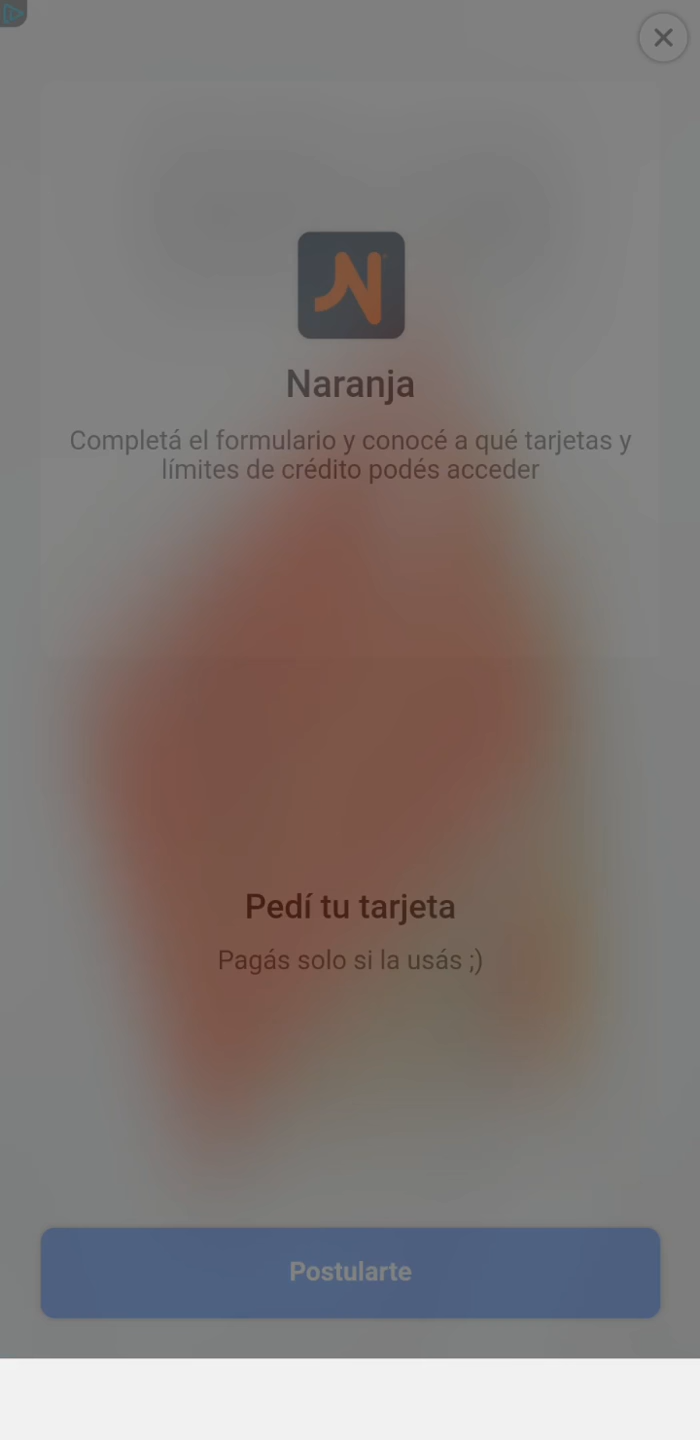 Naranja
Completá el formulario y conocé a qué tarjetas y
límites de crédito podés acceder
Pedí tu tarjeta
Pagás solo si la usás ;)
Postularte